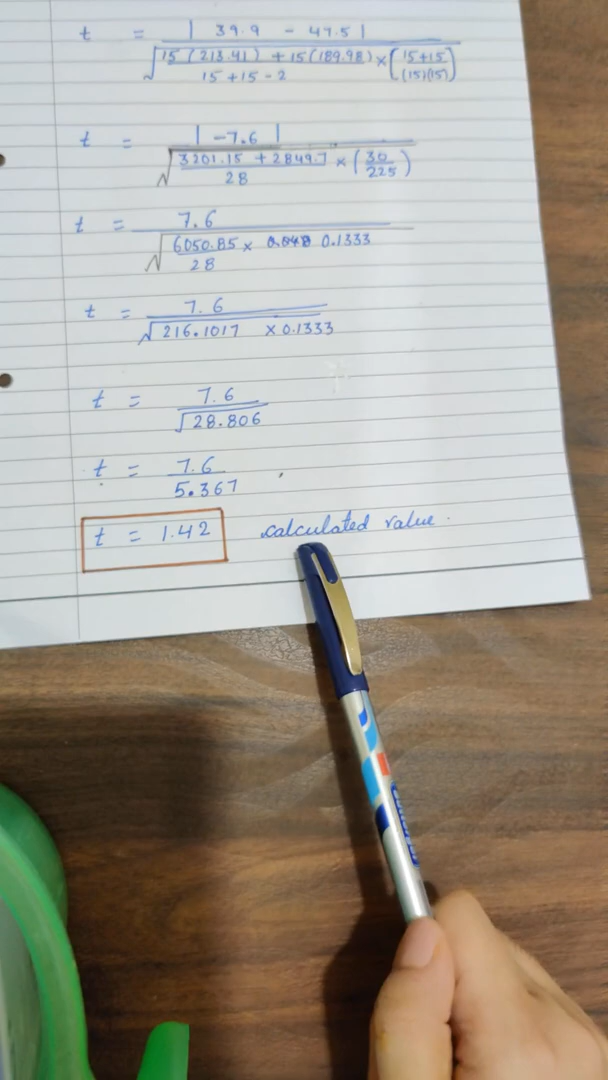 t = | 39.9 - 47.5 |
√ 15 (213.41) + 15 (189.98) × ( 15+15
15 + 15 - 2 (15)(15) )
t = | -7.6 |
√ 3201.15 + 2849.7 × ( 30
28 225 )
t = 7.6
√ 6050.85 × 0.1333
28
t = 7.6
√ 216.1017 × 0.1333
t = 7.6
√ 28.806
t = 7.6
5.367
t = 1.42 calculated value.